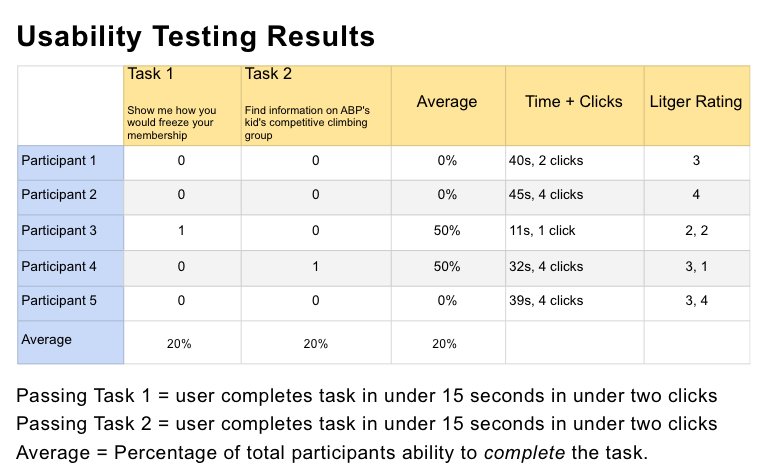 Usability Testing Results
Task 1 Task 2
Show me how you would freeze your membership
Find information on ABP's kid's competitive climbing group
Average Time + Clicks Litger Rating
Participant 1 0 0 0% 40s, 2 clicks 3
Participant 2 0 0 0% 45s, 4 clicks 4
Participant 3 1 0 50% 11s, 1 click 2, 2
Participant 4 0 1 50% 32s, 4 clicks 3, 1
Participant 5 0 0 0% 39s, 4 clicks 3, 4
Average 20% 20% 20%
Passing Task 1 = user completes task in under 15 seconds in under two clicks
Passing Task 2 = user completes task in under 15 seconds in under two clicks
Average = Percentage of total participants ability to complete the task.